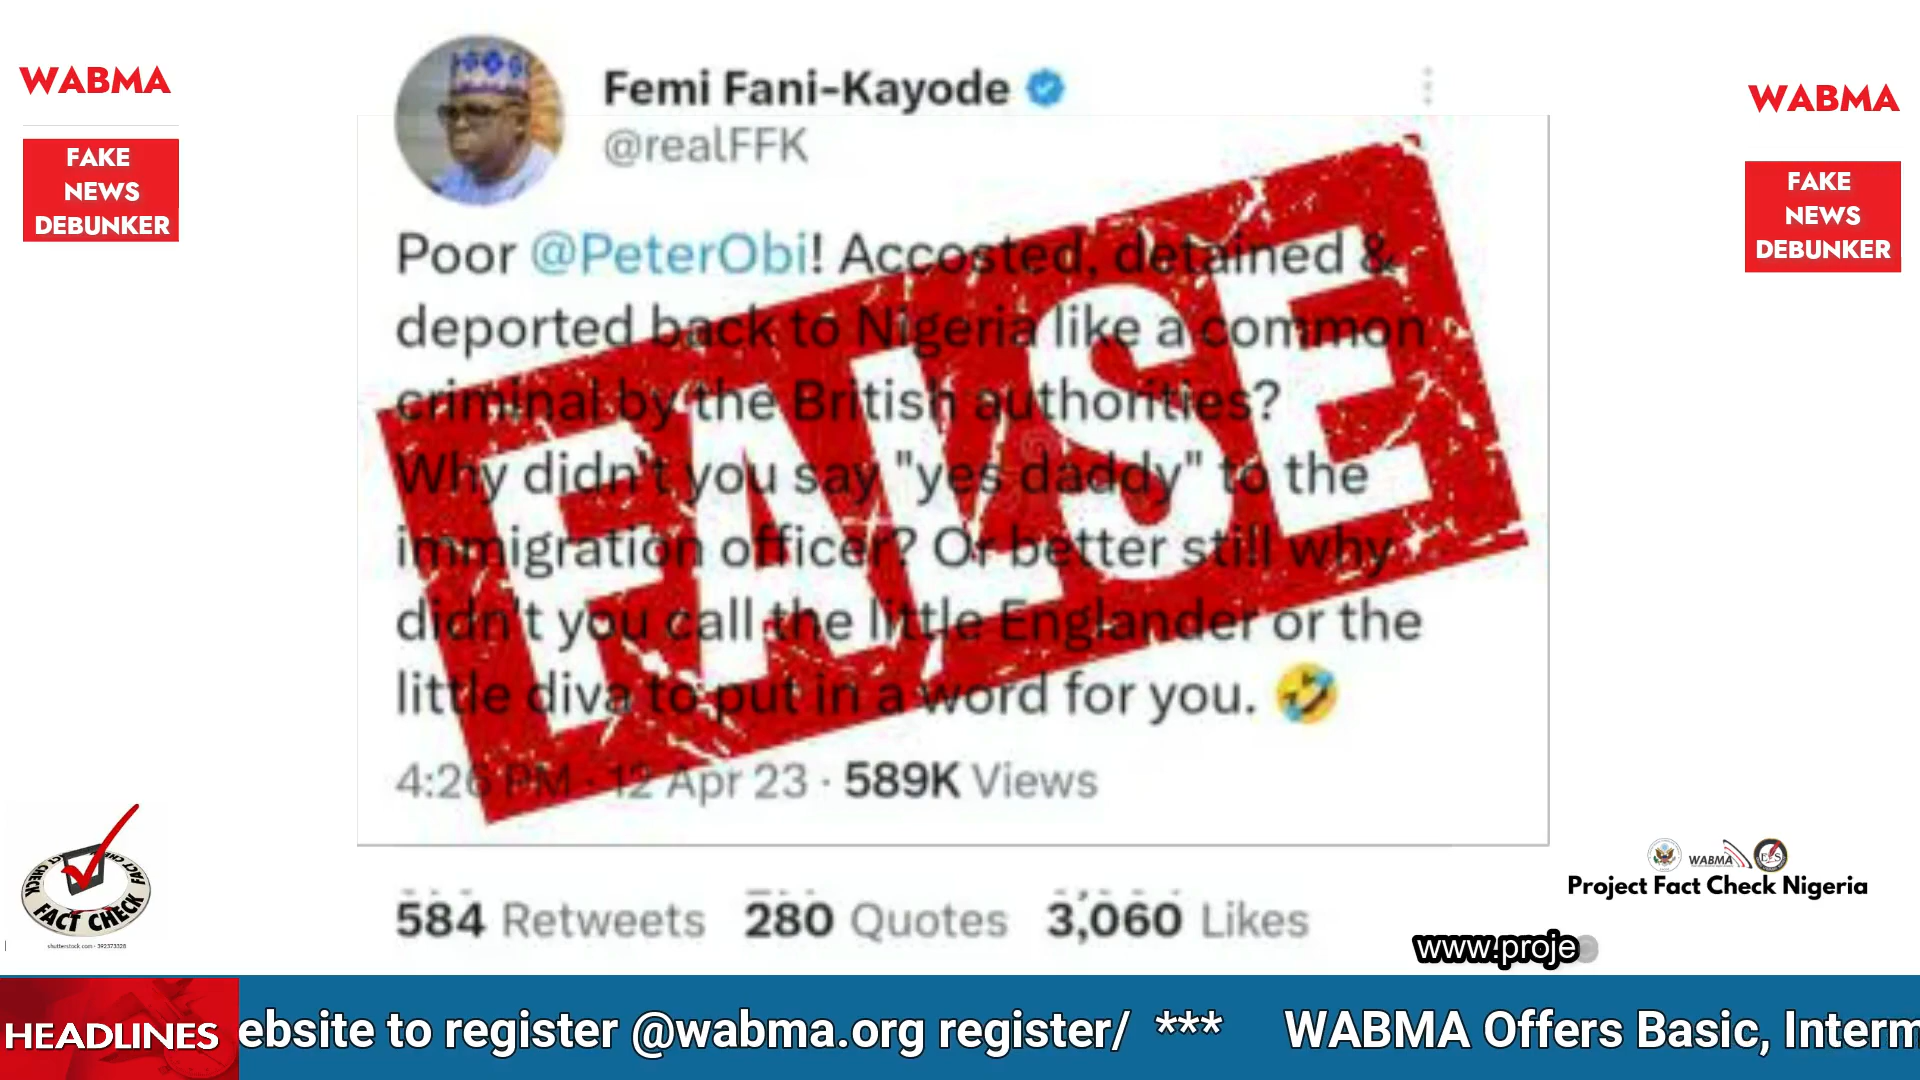 WABMA
FAKE
NEWS
DEBUNKER
Femi Fani-Kayode
@realFFK
Poor @PeterObi! Accosted, detained &
deported back to Nigeria like a common
criminal by the British authorities?
Why didn't you say "yes daddy" to the
immigration officer? Or better still why
didn't you call the little Englander or the
little diva to put in a word for you. 🤣
4:26 PM · 12 Apr 23 · 589K Views
584 Retweets 280 Quotes 3,060 Likes
FALSE
WABMA
FAKE
NEWS
DEBUNKER
FACT CHECK
shutterstock.com · 392373328
WABMA
Project Fact Check Nigeria
www.proje
HEADLINES
ebsite to register @wabma.org register/ *** WABMA Offers Basic, Interm